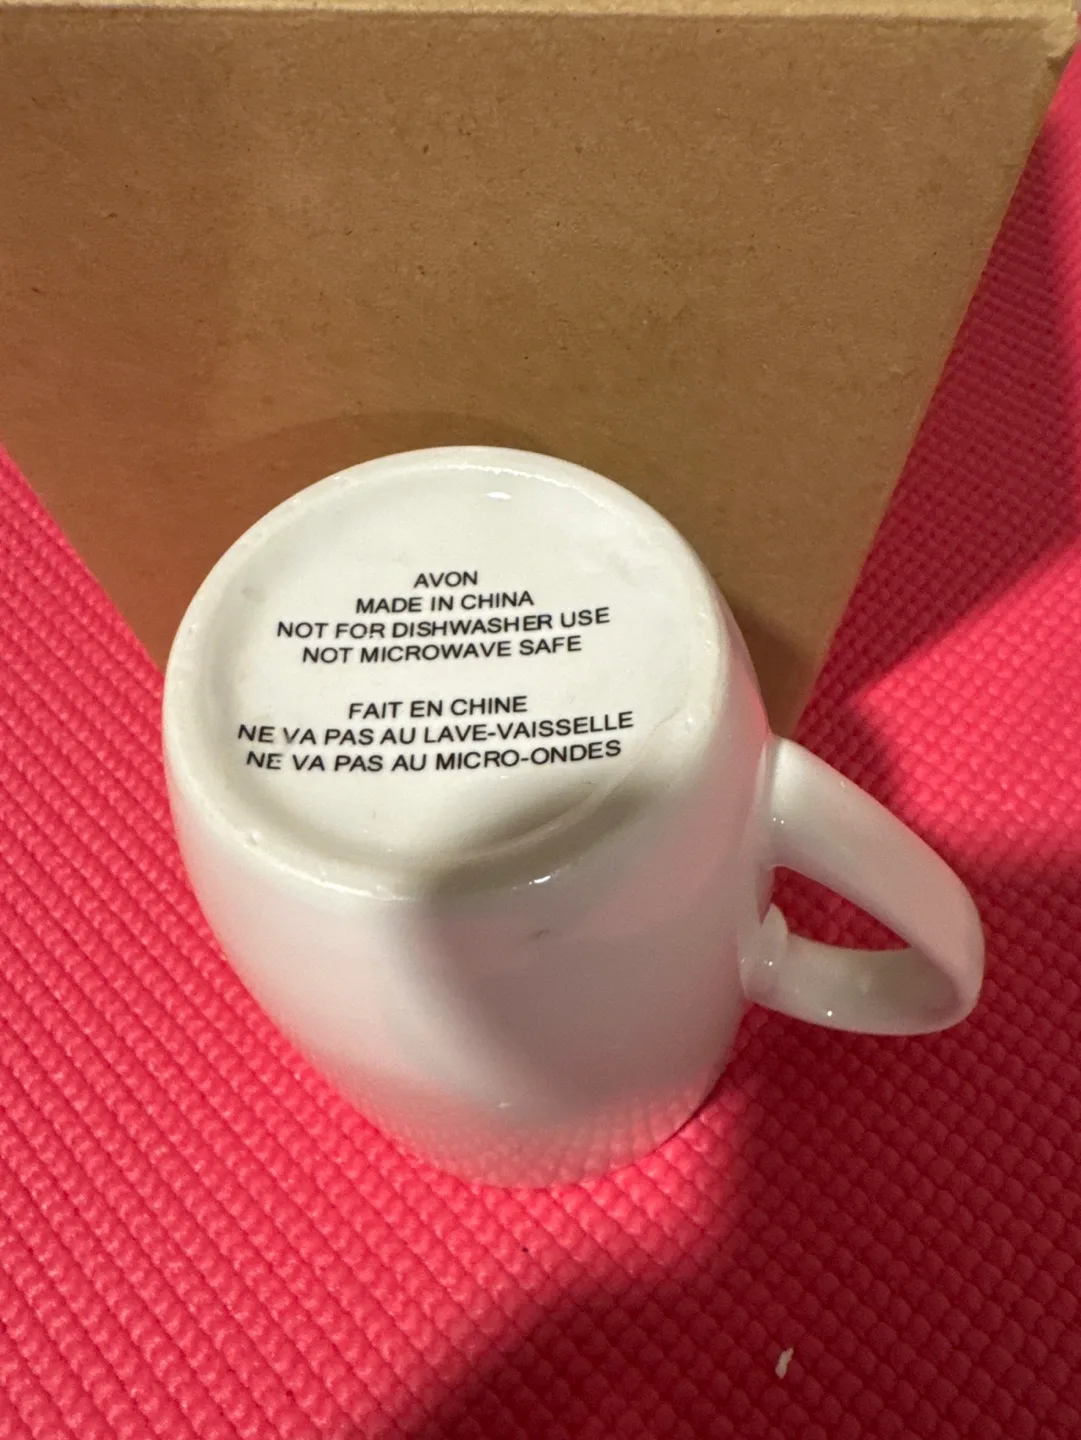 AVON
MADE IN CHINA
NOT FOR DISHWASHER USE
NOT MICROWAVE SAFE
FAIT EN CHINE
NE VA PAS AU LAVE-VAISSELLE
NE VA PAS AU MICRO-ONDES